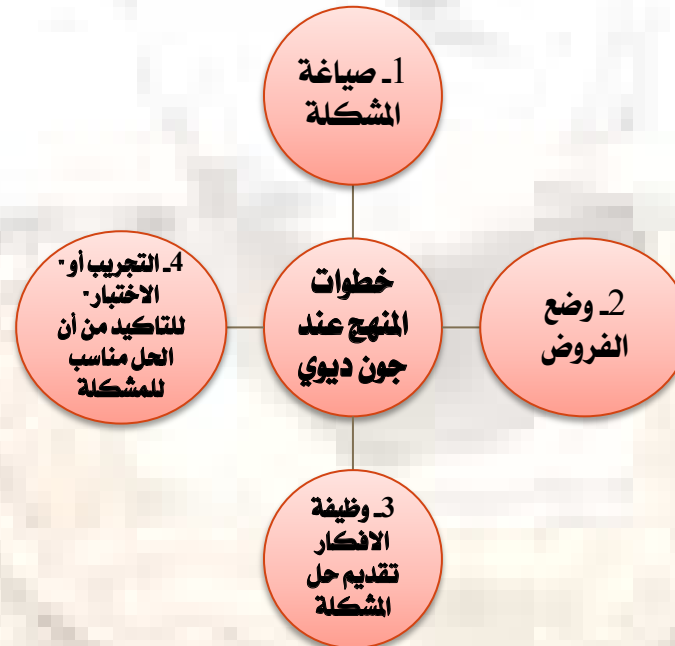 1ـ صياغة
المشكلة
خطوات
المنهج عند
جون ديوي
2ـ وضع
الفروض
3ـ وظيفة
الافكار
تقديم حل
المشكلة
4ـ التجريب أو"
الاختبار"
للتاكيد من أن
الحل مناسب
للمشكلة